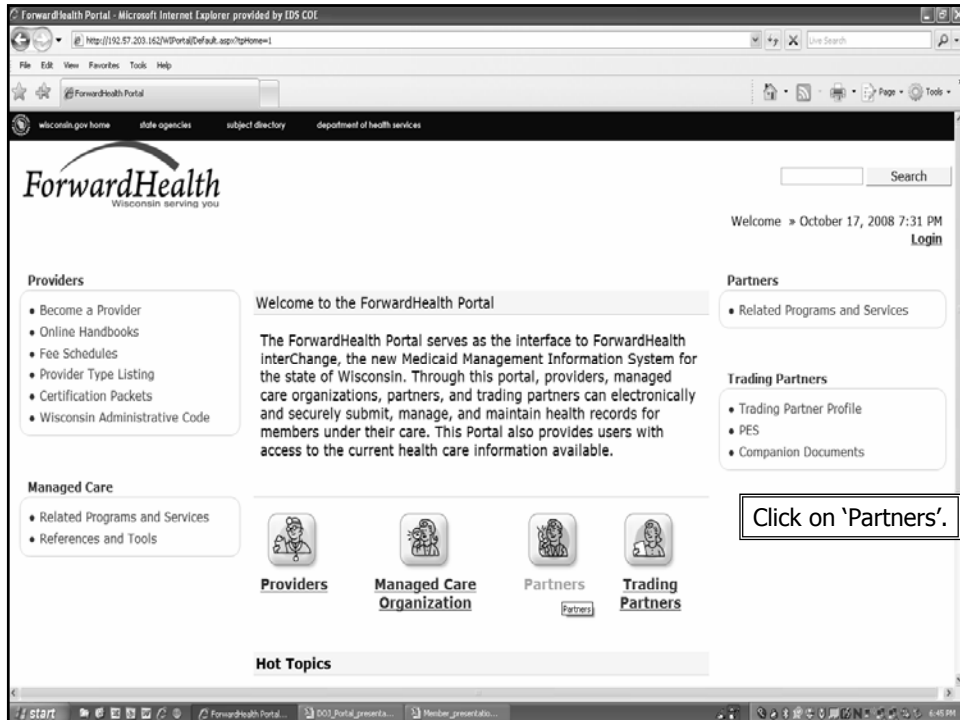 ForwardHealth Portal - Microsoft Internet Explorer provided by EDS COE
http://192.57.203.162/WIPortal/Default.aspx?tpHome=1
Live Search
File Edit View Favorites Tools Help
ForwardHealth Portal
Page Tools
wisconsin.gov home state agencies subject directory department of health services
ForwardHealth
Wisconsin serving you
Search
Welcome » October 17, 2008 7:31 PM
Login
Providers
• Become a Provider
• Online Handbooks
• Fee Schedules
• Provider Type Listing
• Certification Packets
• Wisconsin Administrative Code
Managed Care
• Related Programs and Services
• References and Tools
Welcome to the ForwardHealth Portal
The ForwardHealth Portal serves as the interface to ForwardHealth
interChange, the new Medicaid Management Information System for
the state of Wisconsin. Through this portal, providers, managed
care organizations, partners, and trading partners can electronically
and securely submit, manage, and maintain health records for
members under their care. This Portal also provides users with
access to the current health care information available.
Providers
Managed Care
Organization
Partners
Partners
Trading
Partners
Hot Topics
Partners
• Related Programs and Services
Trading Partners
• Trading Partner Profile
• PES
• Companion Documents
Click on ‘Partners’.
start
ForwardHealth Portal...
D03_Portal_presenta...
Member_presentatio...
6:45 PM